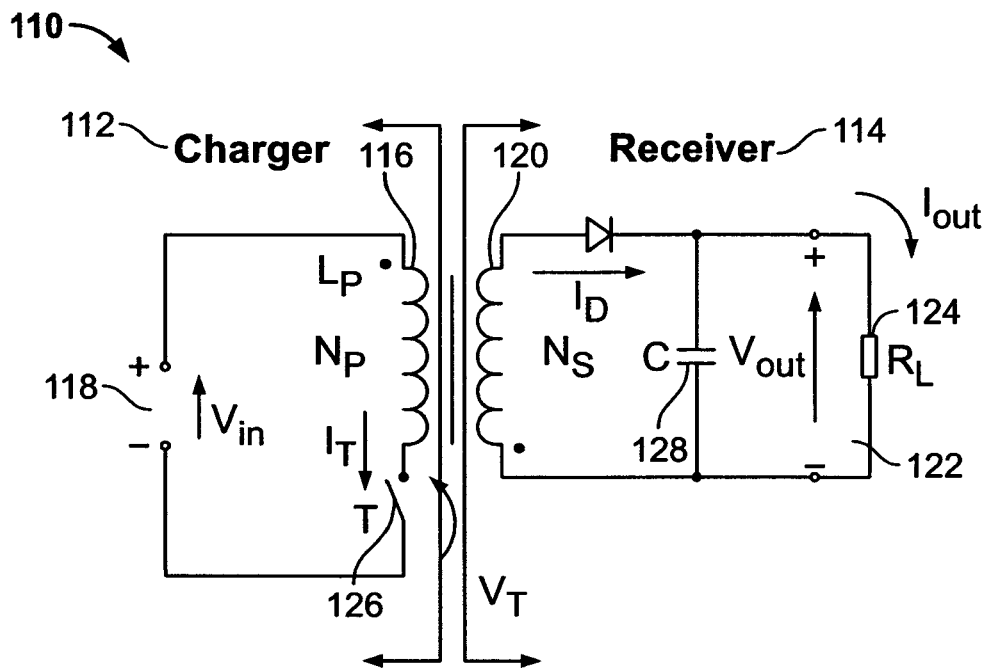 110
112
Charger
116
120
Receiver
114
I_out
L_P
I_D
+
124
N_P
N_S
C
V_out
R_L
+
118
V_in
−
I_T
128
−
122
T
126
V_T